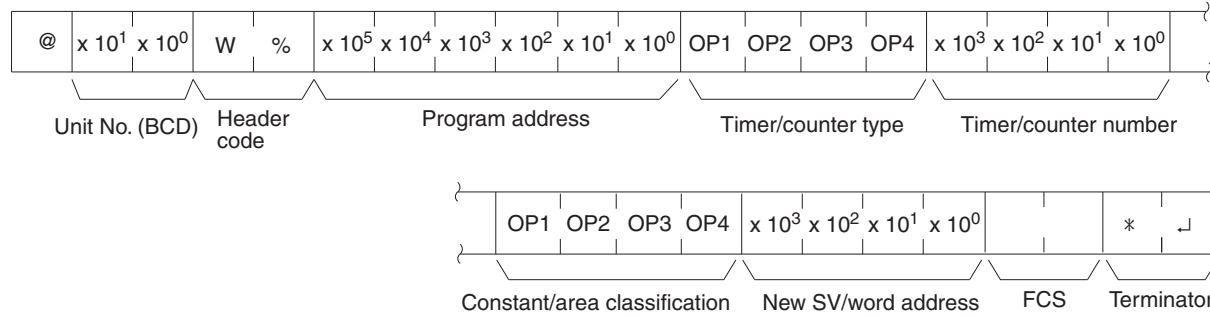 @ x 10¹ x 10⁰ W % x 10⁵ x 10⁴ x 10³ x 10² x 10¹ x 10⁰ OP1 OP2 OP3 OP4 x 10³ x 10² x 10¹ x 10⁰
Unit No. (BCD) Header code Program address Timer/counter type Timer/counter number
OP1 OP2 OP3 OP4 x 10³ x 10² x 10¹ x 10⁰ * ↵
Constant/area classification New SV/word address FCS Terminator